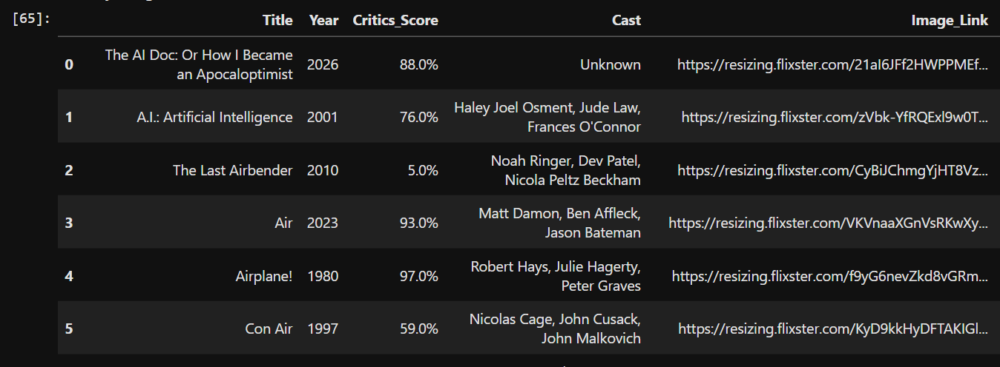 [65]:
Title Year Critics_Score Cast Image_Link
0 The AI Doc: Or How I Became an Apocaloptimist 2026 88.0% Unknown https://resizing.flixster.com/21aI6JFf2HWPPMEf...
1 A.I.: Artificial Intelligence 2001 76.0% Haley Joel Osment, Jude Law, Frances O'Connor https://resizing.flixster.com/zVbk-YfRQExl9w0T...
2 The Last Airbender 2010 5.0% Noah Ringer, Dev Patel, Nicola Peltz Beckham https://resizing.flixster.com/CyBiJChmgYjHT8Vz...
3 Air 2023 93.0% Matt Damon, Ben Affleck, Jason Bateman https://resizing.flixster.com/VKVnaaXGnVsRKwXy...
4 Airplane! 1980 97.0% Robert Hays, Julie Hagerty, Peter Graves https://resizing.flixster.com/f9yG6nevZkd8vGRm...
5 Con Air 1997 59.0% Nicolas Cage, John Cusack, John Malkovich https://resizing.flixster.com/KyD9kkHyDFTAKIGl...